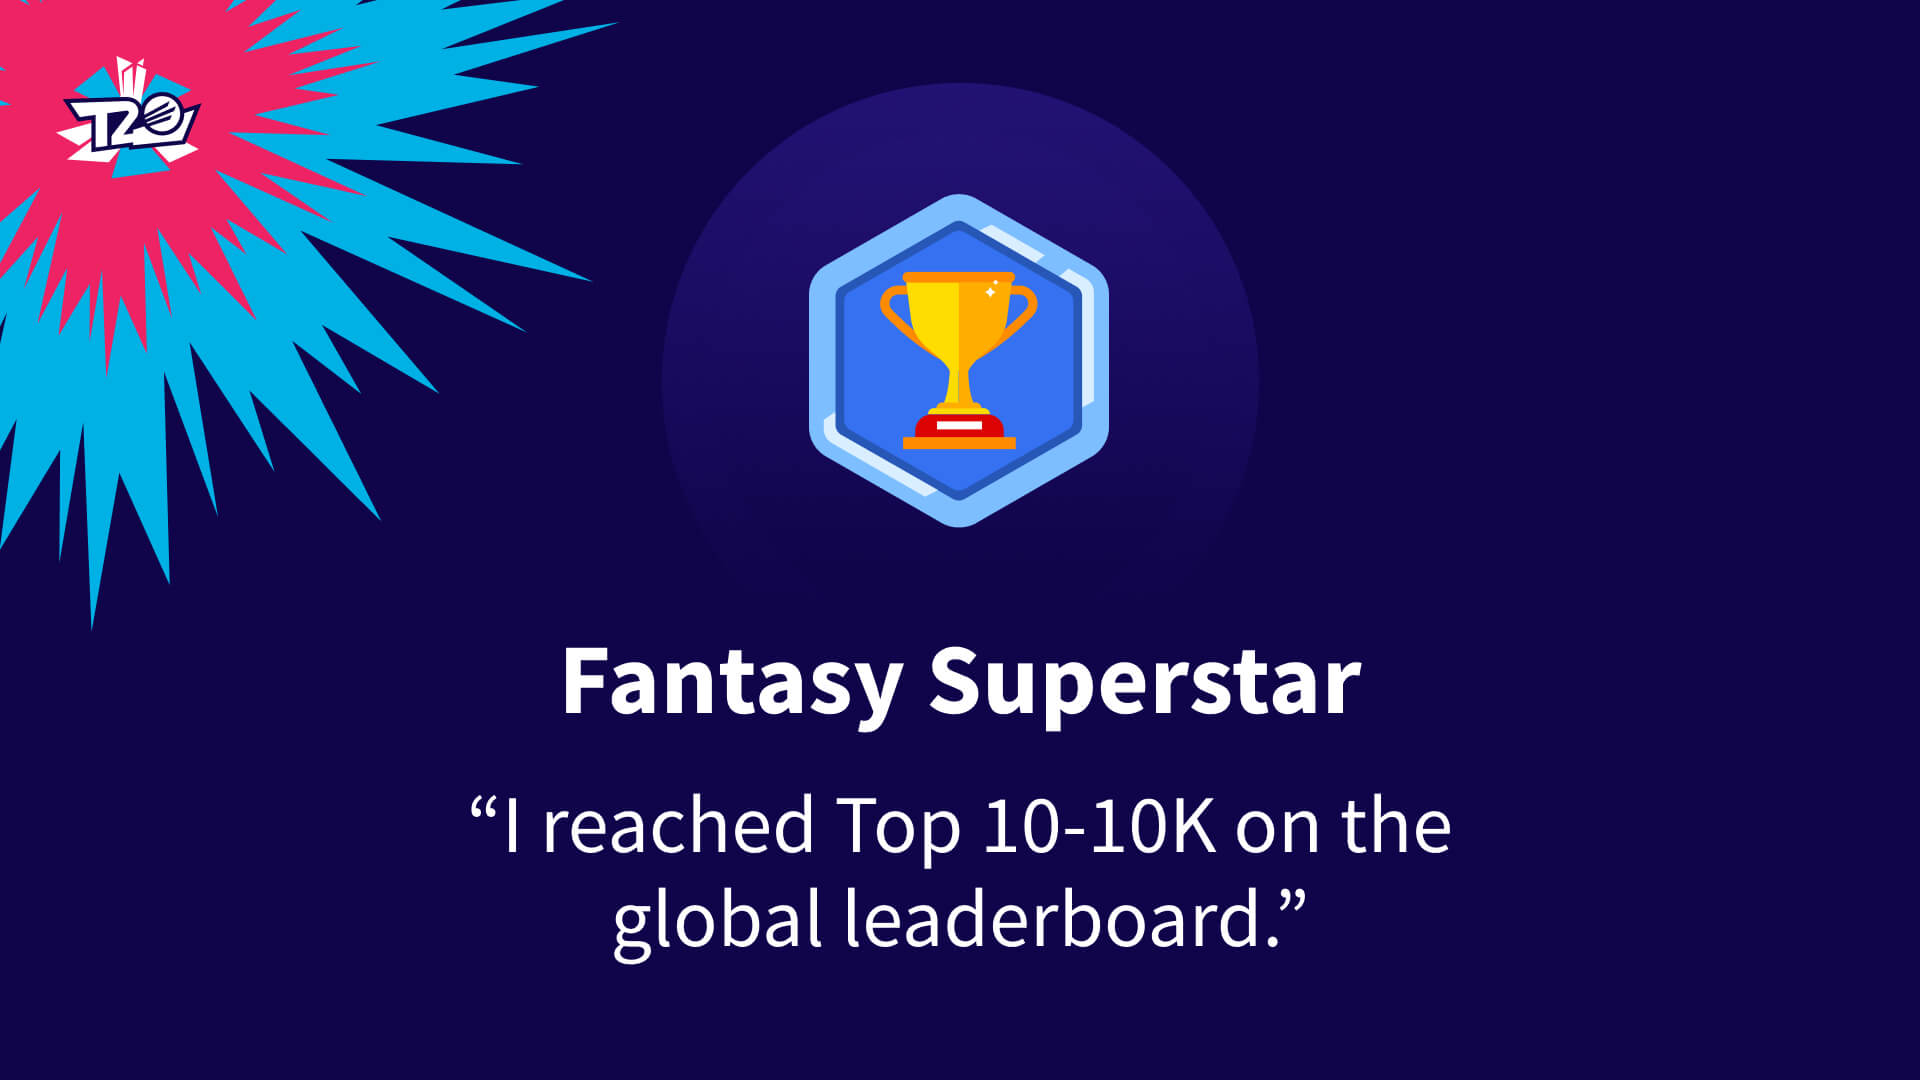 T20
Fantasy Superstar
“I reached Top 10-10K on the
global leaderboard.”